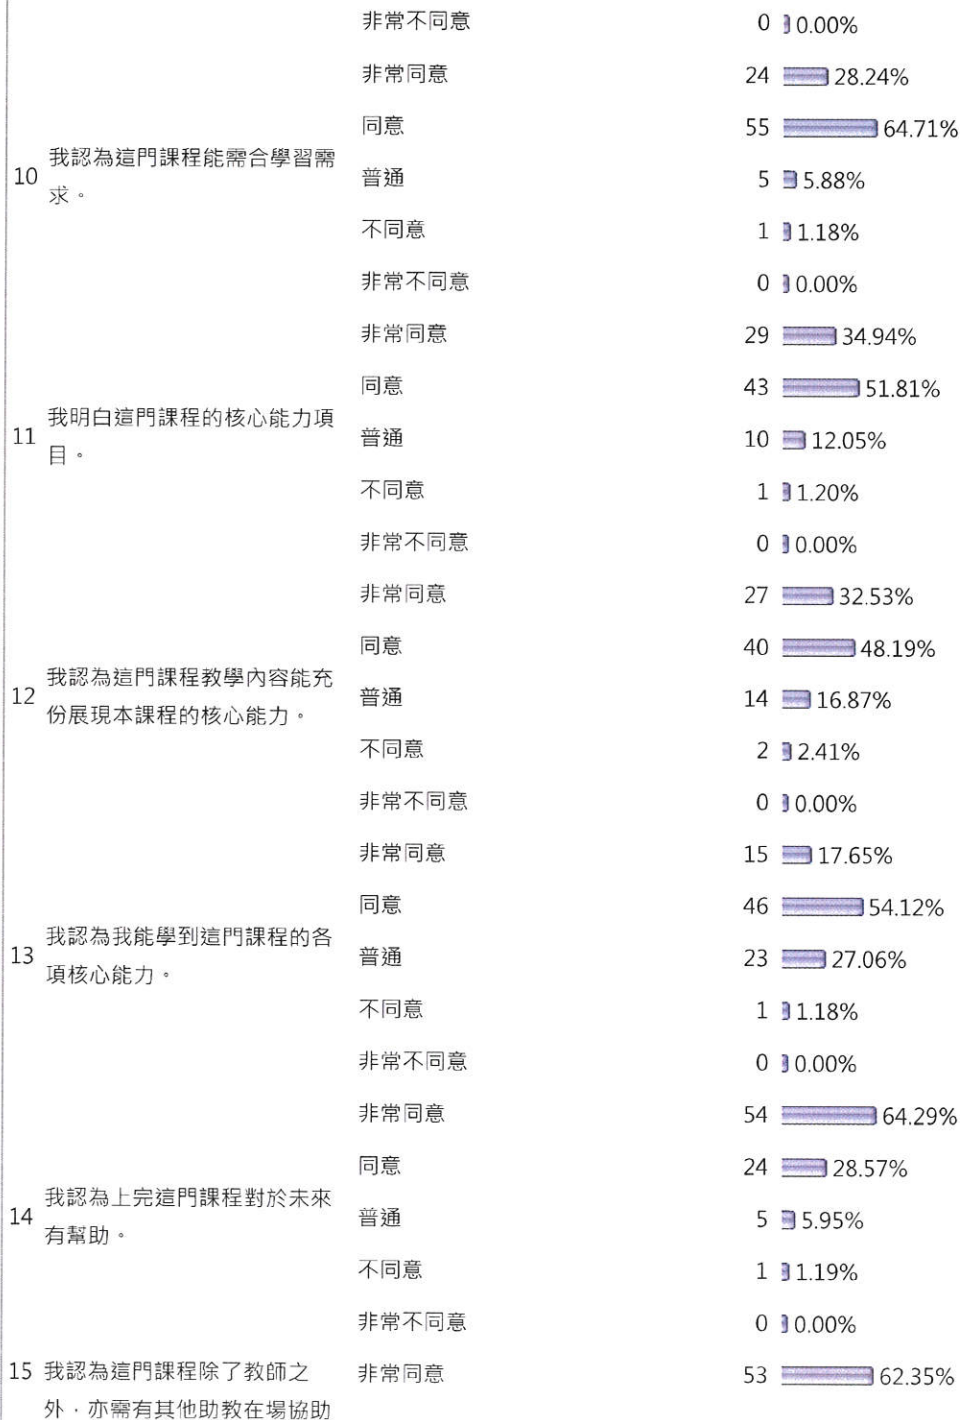 非常不同意 0 0.00%
非常同意 24 28.24%
同意 55 64.71%
10 我認為這門課程能需合學習需
求。
普通 5 5.88%
不同意 1 1.18%
非常不同意 0 0.00%
非常同意 29 34.94%
同意 43 51.81%
11 我明白這門課程的核心能力項
目。
普通 10 12.05%
不同意 1 1.20%
非常不同意 0 0.00%
非常同意 27 32.53%
同意 40 48.19%
12 我認為這門課程教學內容能充
份展現本課程的核心能力。
普通 14 16.87%
不同意 2 2.41%
非常不同意 0 0.00%
非常同意 15 17.65%
同意 46 54.12%
13 我認為我能學到這門課程的各
項核心能力。
普通 23 27.06%
不同意 1 1.18%
非常不同意 0 0.00%
非常同意 54 64.29%
同意 24 28.57%
14 我認為上完這門課程對於未來
有幫助。
普通 5 5.95%
不同意 1 1.19%
非常不同意 0 0.00%
15 我認為這門課程除了教師之 非常同意 53 62.35%
外，亦需有其他助教在場協助